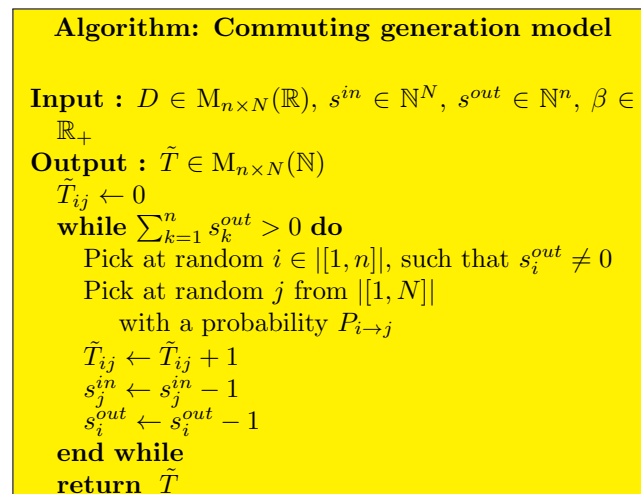 Algorithm: Commuting generation model
Input : D ∈ M_{n×N}(ℝ), s^{in} ∈ ℕ^N, s^{out} ∈ ℕ^n, β ∈
ℝ_+
Output : T̃ ∈ M_{n×N}(ℕ)
T̃_{ij} ← 0
while ∑_{k=1}^{n} s_k^{out} > 0 do
Pick at random i ∈ |[1, n]|, such that s_i^{out} ≠ 0
Pick at random j from |[1, N]|
with a probability P_{i→j}
T̃_{ij} ← T̃_{ij} + 1
s_j^{in} ← s_j^{in} − 1
s_i^{out} ← s_i^{out} − 1
end while
return T̃